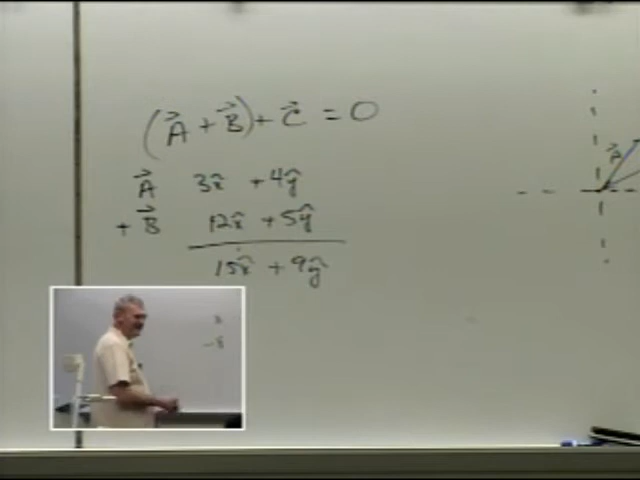 (A⃗ + B⃗) + C⃗ = 0
A⃗ 3x̂ + 4ŷ
+ B⃗ 12x̂ + 5ŷ
15x̂ + 9ŷ
A⃗